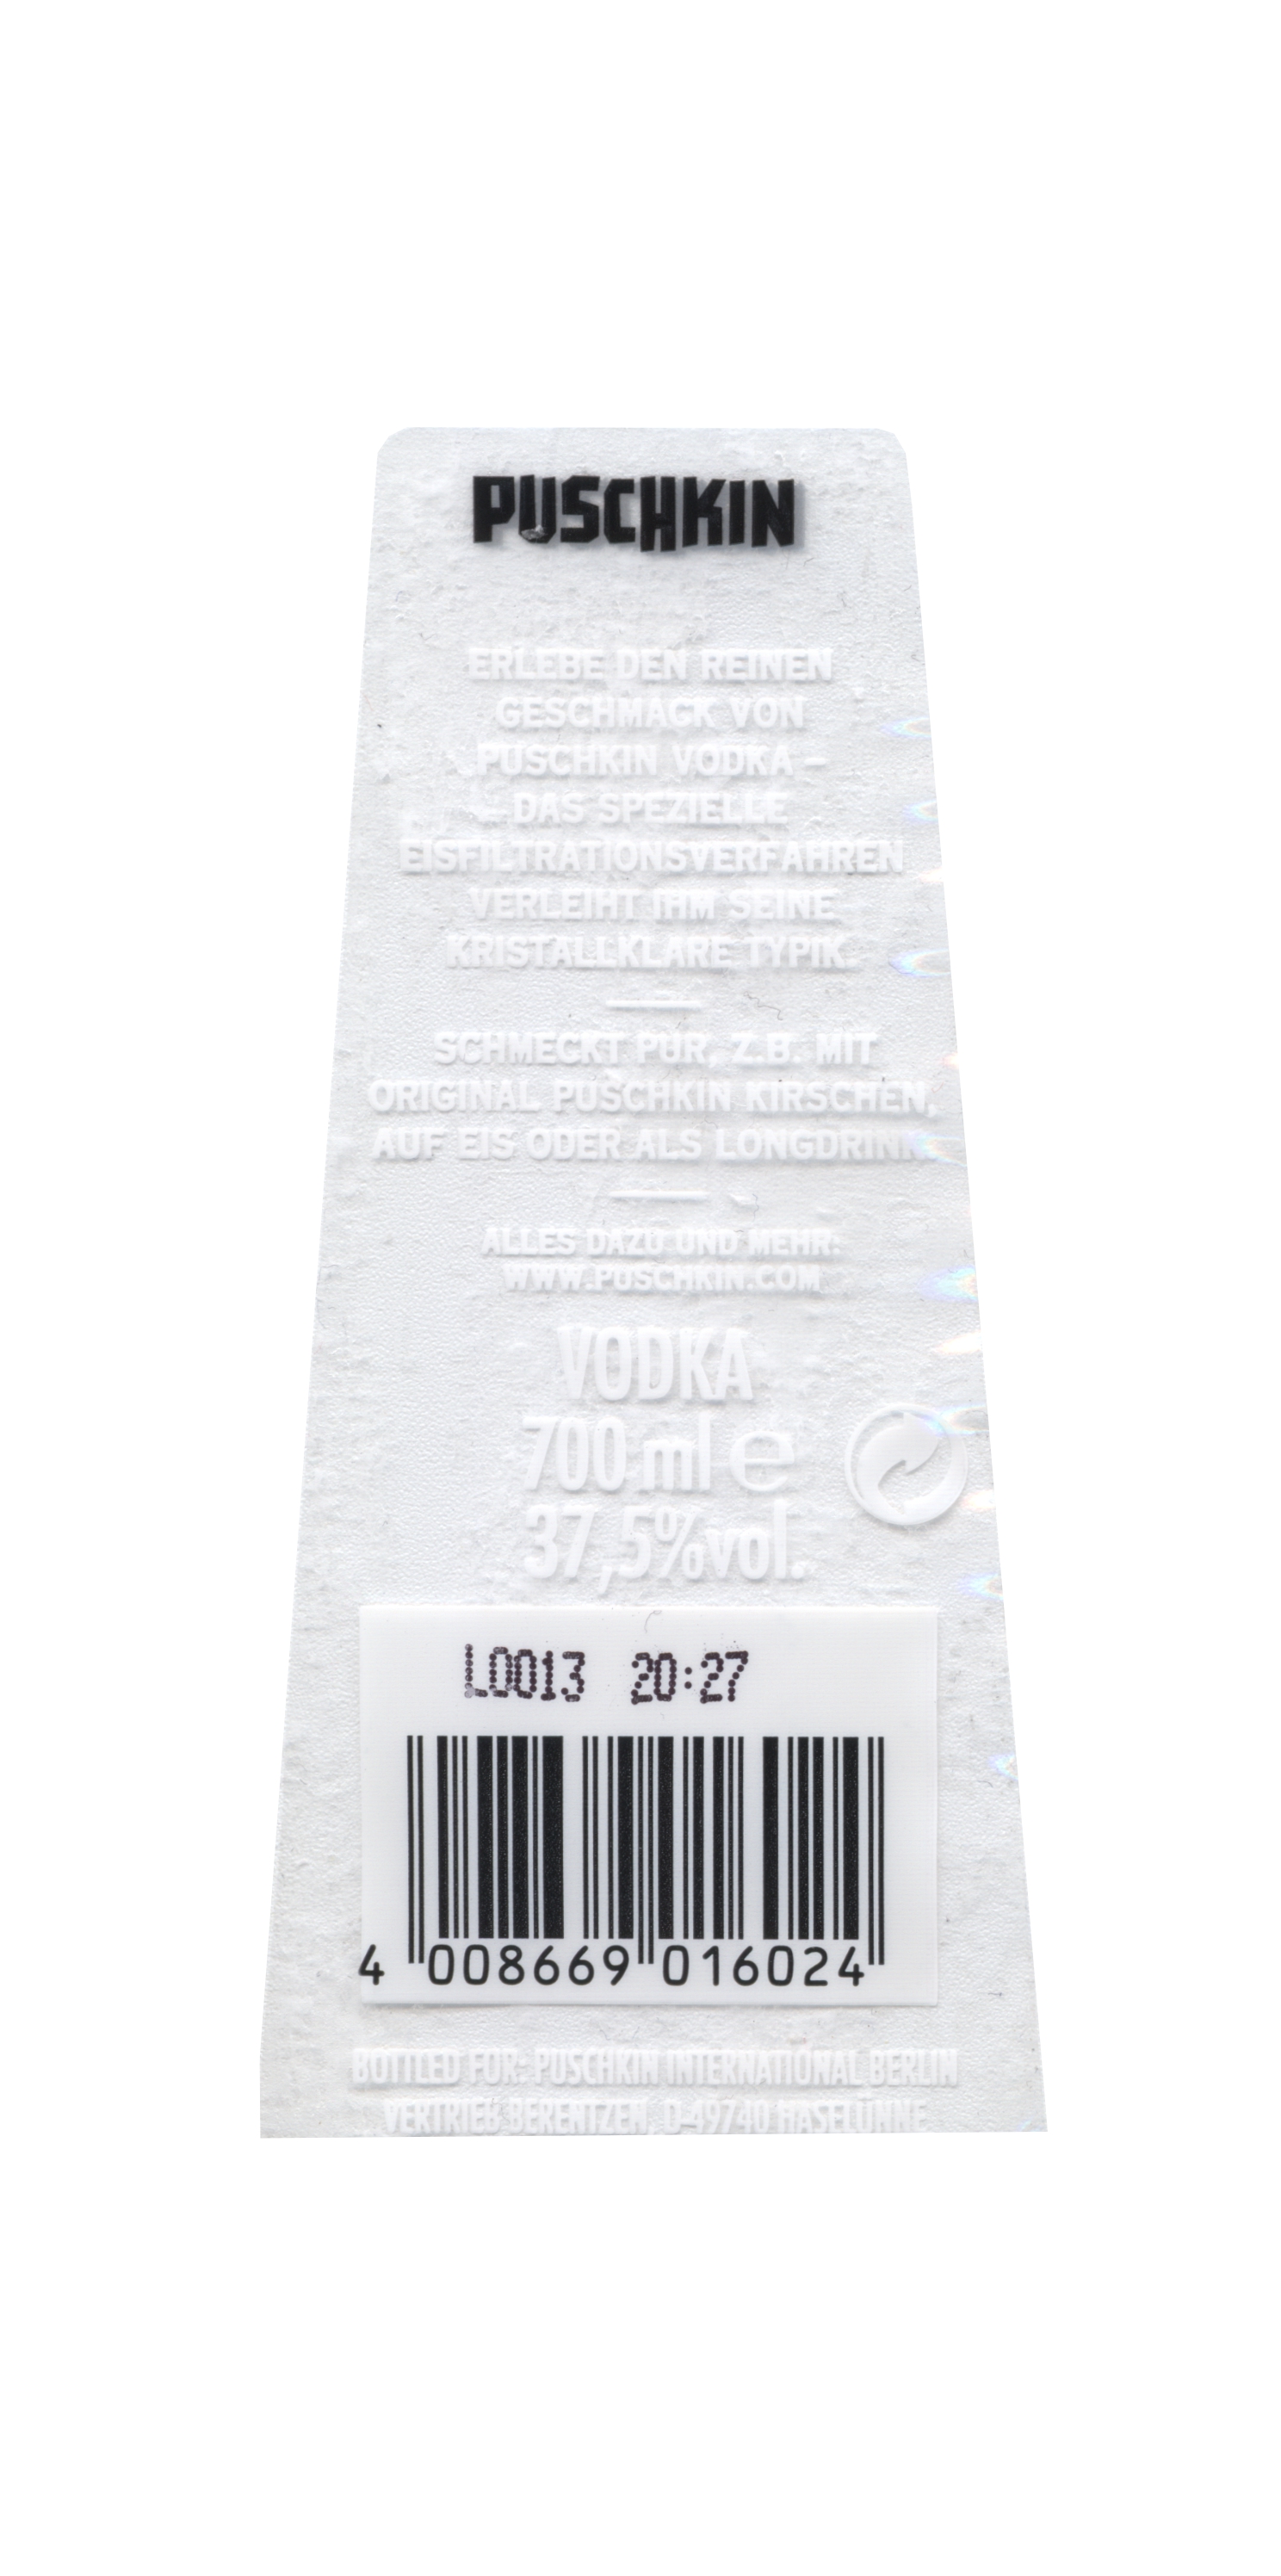 PUSCHKIN
ERLEBE DEN REINEN
GESCHMACK VON
PUSCHKIN VODKA –
DAS SPEZIELLE
EISFILTRATIONSVERFAHREN
VERLEIHT IHM SEINE
KRISTALLKLARE TYPIK.
SCHMECKT PUR, Z.B. MIT
ORIGINAL PUSCHKIN KIRSCHEN,
AUF EIS ODER ALS LONGDRINK.
ALLES DAZU UND MEHR:
WWW.PUSCHKIN.COM
VODKA
700 ml e
37,5%vol.
L0013 20:27
4 008669 016024
BOTTLED FOR: PUSCHKIN INTERNATIONAL BERLIN
VERTRIEB BERENTZEN D-49740 HASELÜNNE